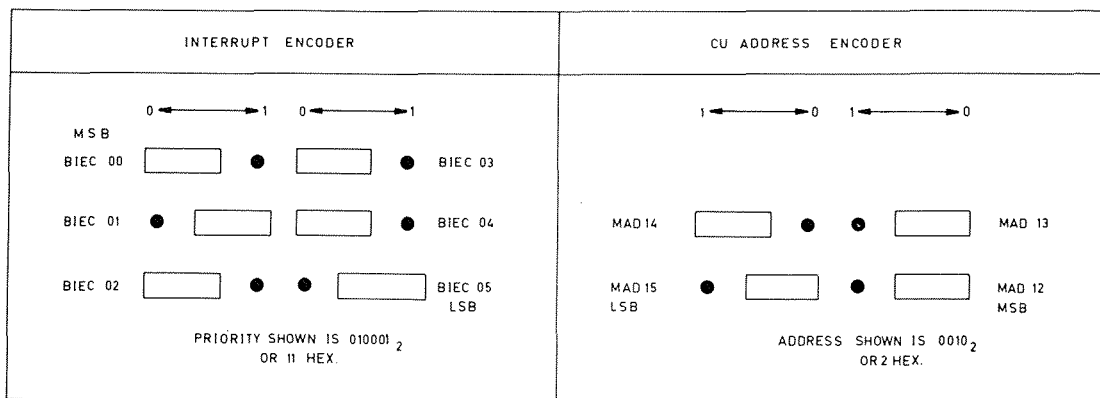 INTERRUPT ENCODER
CU ADDRESS ENCODER
0 1 0 1
1 0 1 0
MSB
BIEC 00
BIEC 03
BIEC 01
BIEC 04
MAD 14
MAD 13
BIEC 02
BIEC 05
LSB
MAD 15
LSB
MAD 12
MSB
PRIORITY SHOWN IS 010001 2
OR 11 HEX.
ADDRESS SHOWN IS 0010 2
OR 2 HEX.